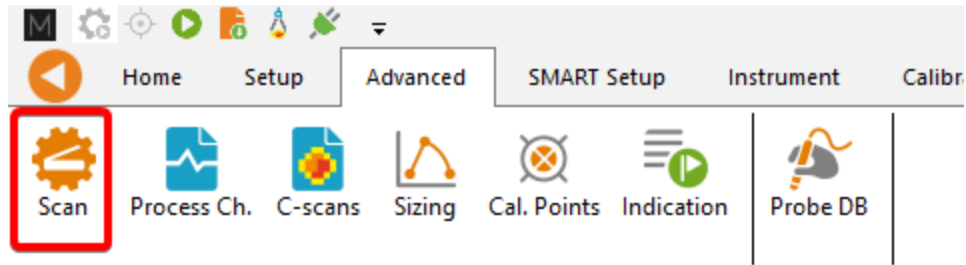 M
Home Setup Advanced SMART Setup Instrument
Scan Process Ch. C-scans Sizing Cal. Points Indication Probe DB